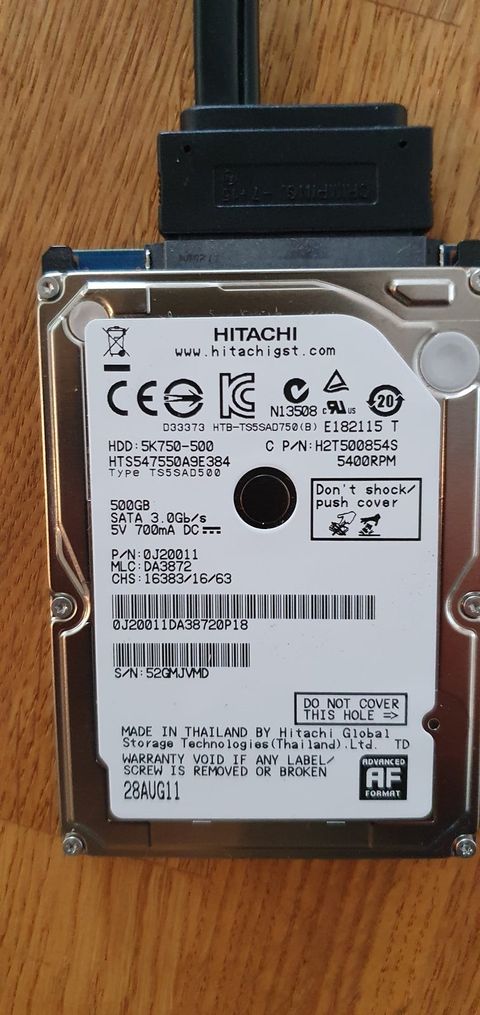 HITACHI
www.hitachigst.com
N13508
D33373 HTB-TS5SAD750(B) E182115 T
20
HDD:5K750-500 C P/N:H2T500854S
HTS547550A9E384 5400RPM
Type TS5SAD500
Don't shock/
push cover
500GB
SATA 3.0Gb/s
5V 700mA DC
P/N:0J20011
MLC:DA3872
CHS:16383/16/63
0J20011DA38720P18
S/N:52GMJVMD
DO NOT COVER
THIS HOLE =>
MADE IN THAILAND BY Hitachi Global
Storage Technologies(Thailand).Ltd. TD
WARRANTY VOID IF ANY LABEL/
SCREW IS REMOVED OR BROKEN
28AUG11
ADVANCED
AF
FORMAT